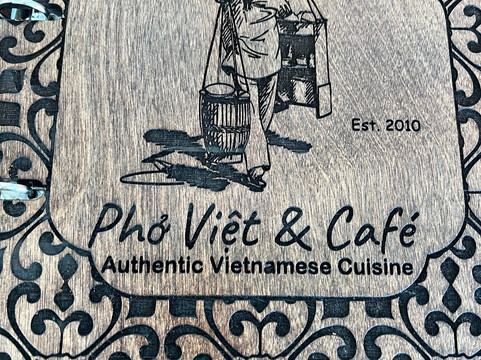 Est. 2010
Phở Việt & Café
Authentic Vietnamese Cuisine